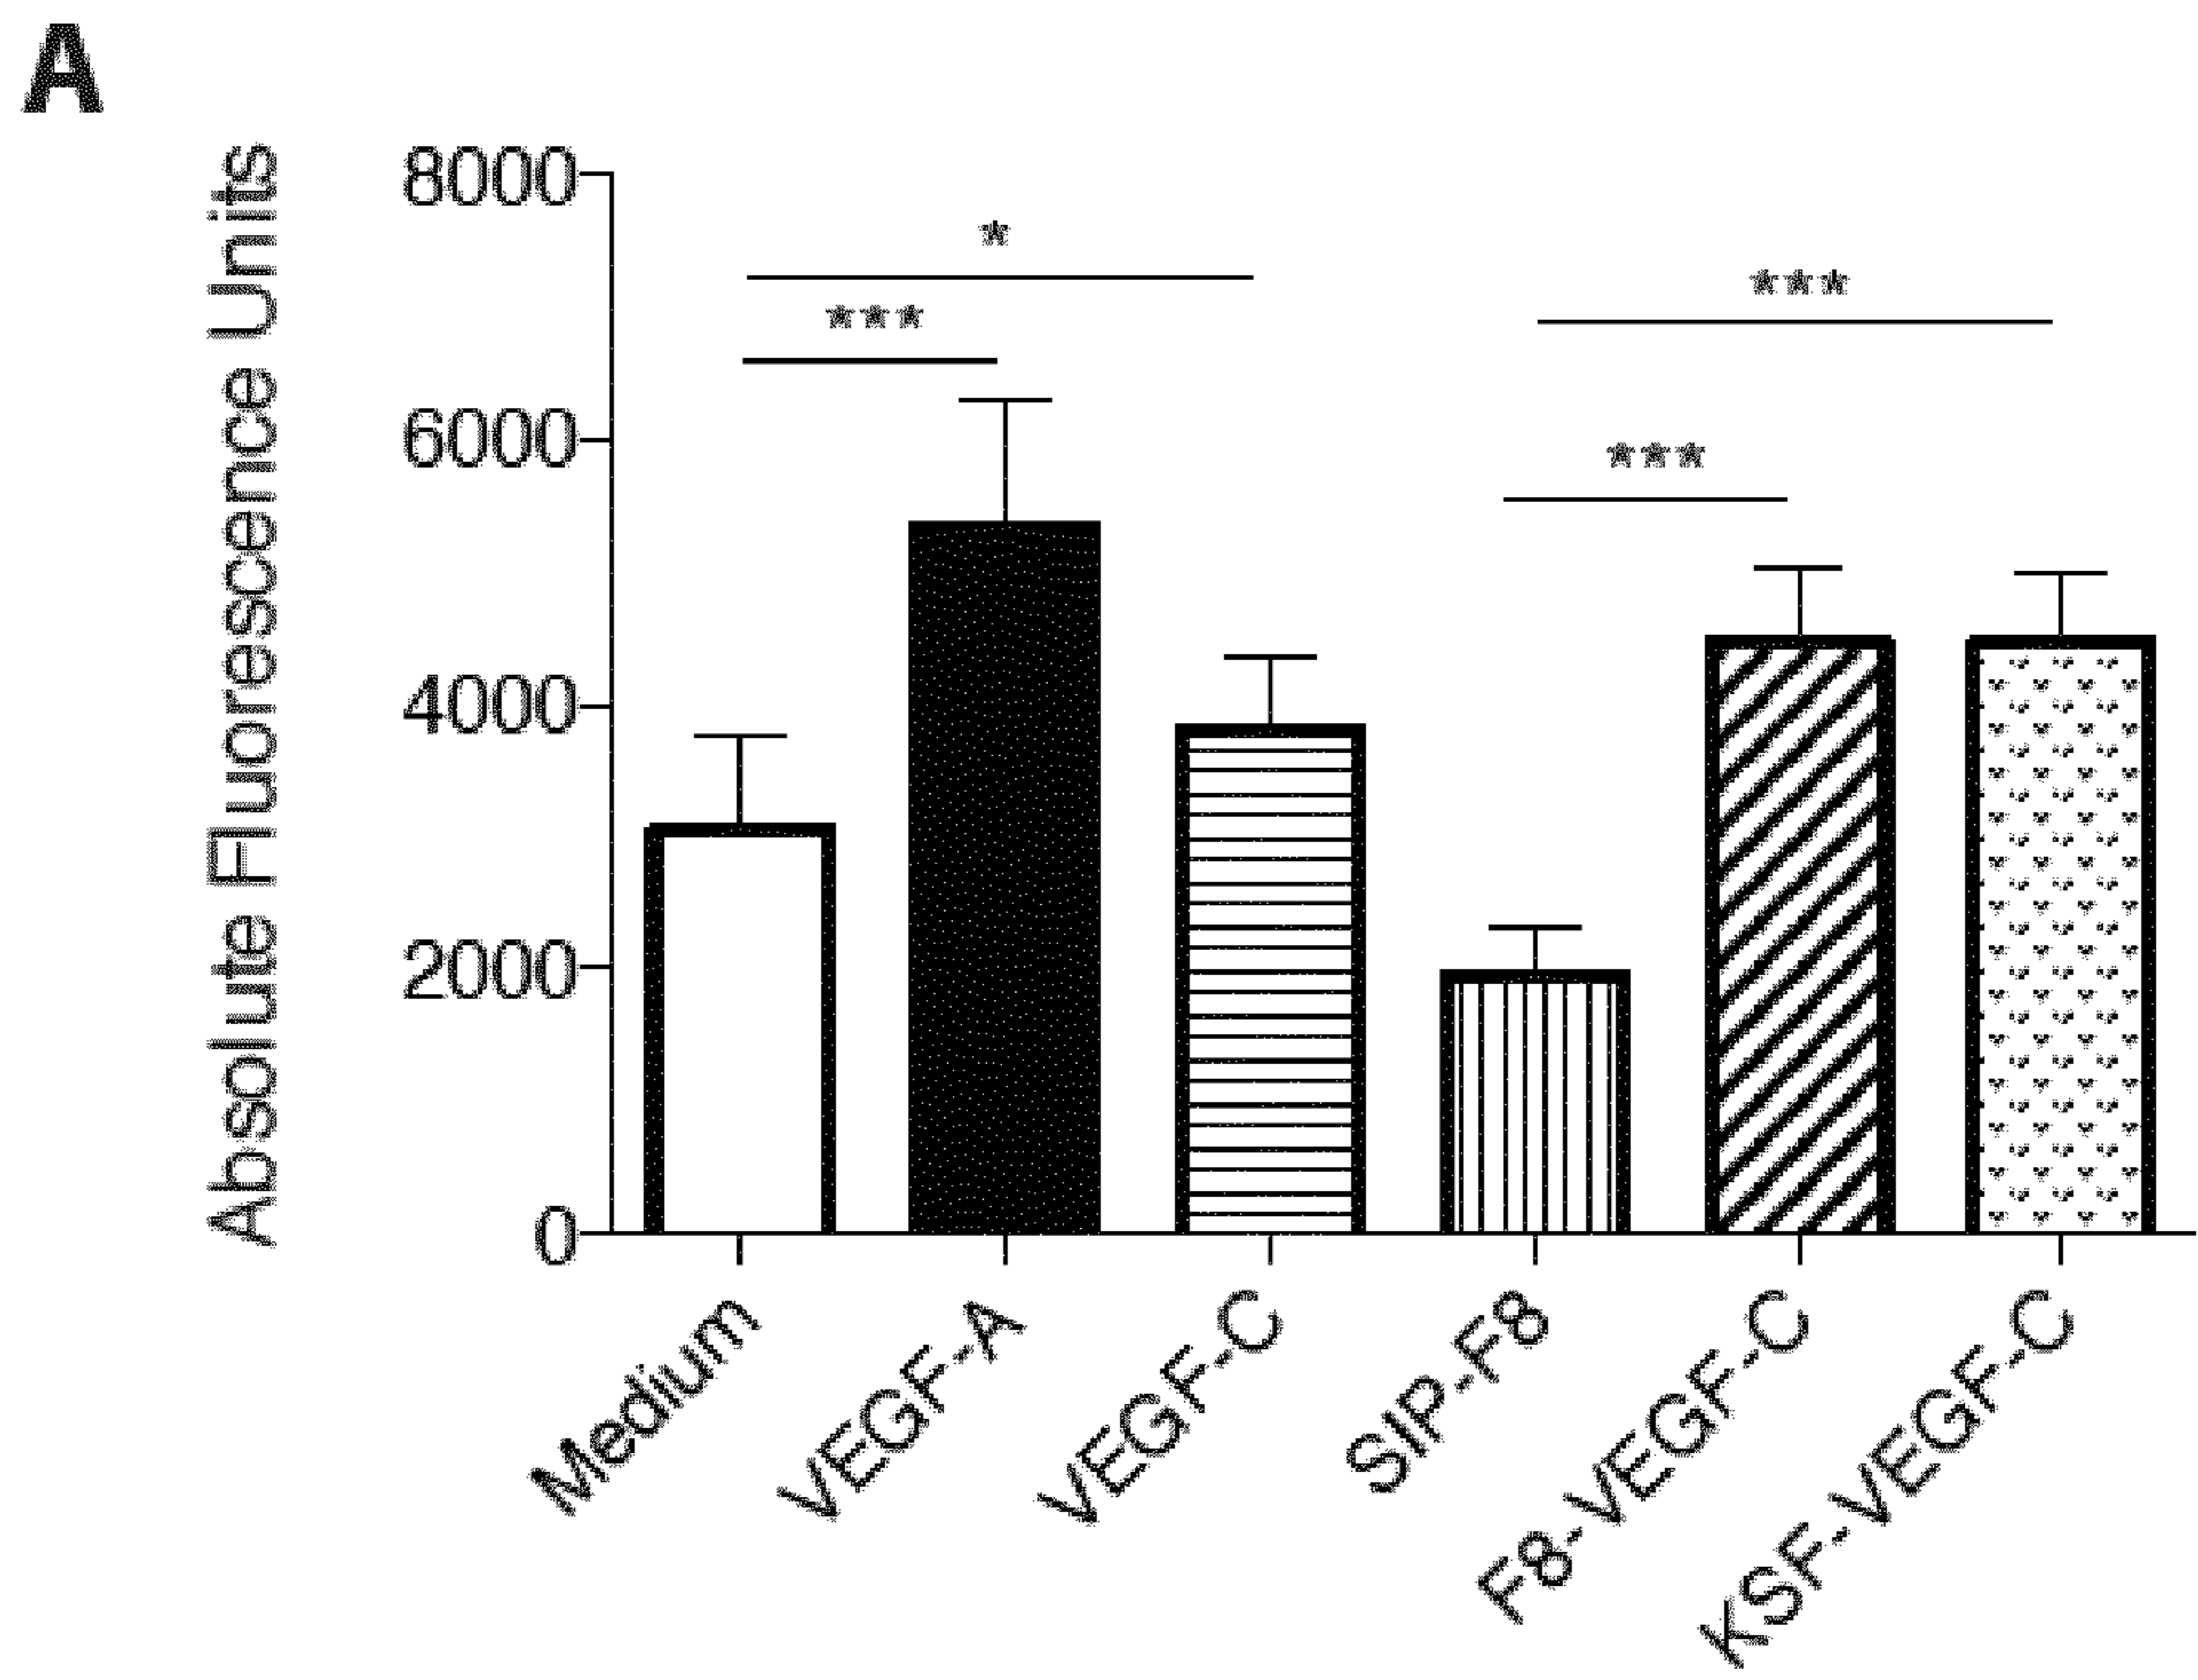 A
Absolute Fluorescence Units
8000
6000
4000
2000
0
*
***
***
***
Medium
VEGF-A
VEGF-C
SIP-F8
F8-VEGF-C
KSF-VEGF-C